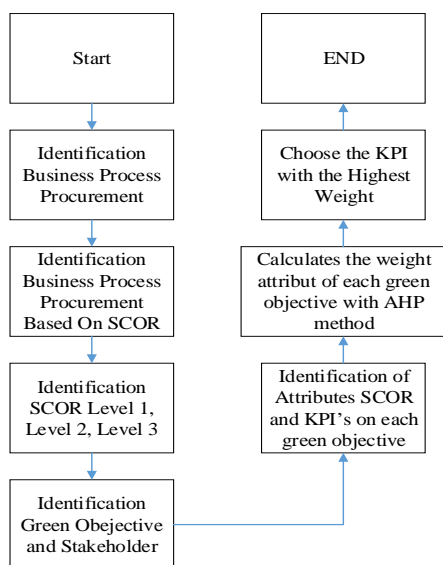 Start
Identification
Business Process
Procurement
Identification
Business Process
Procurement
Based On SCOR
Identification
SCOR Level 1,
Level 2, Level 3
Identification
Green Obejective
and Stakeholder
Identification of
Attributes SCOR
and KPI's on each
green objective
Calculates the
weight attribut of
each green
objective with AHP
method
Choose the KPI
with the Highest
Weight
END